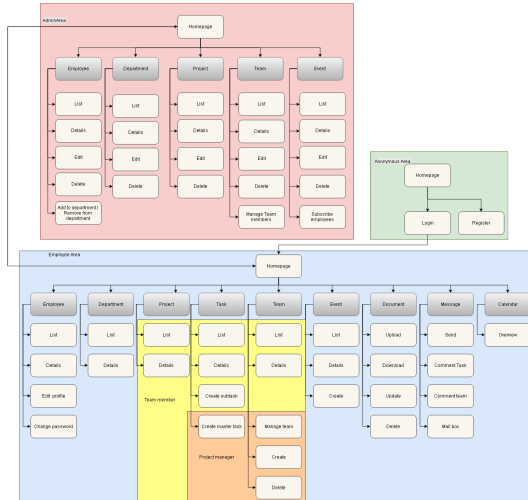 AdminArea
Homepage
Employee
Department
Project
Team
Event
List
List
List
List
List
Details
Details
Details
Details
Details
Edit
Edit
Edit
Edit
Edit
Delete
Delete
Delete
Delete
Delete
Add to department /
Remove from
department
Manage Team
members
Subscribe
employees
Anonymous Area
Homepage
Login
Register
Employee Area
Homepage
Employee
Department
Project
Task
Team
Event
Document
Message
Calendar
List
List
List
List
List
List
Upload
Send
Overview
Details
Details
Details
Details
Details
Details
Download
Comment Task
Edit profile
Team member
Create subtask
Create
Update
Comment team
Change password
Create master task
Manage team
Delete
Mail box
Project manager
Create
Delete